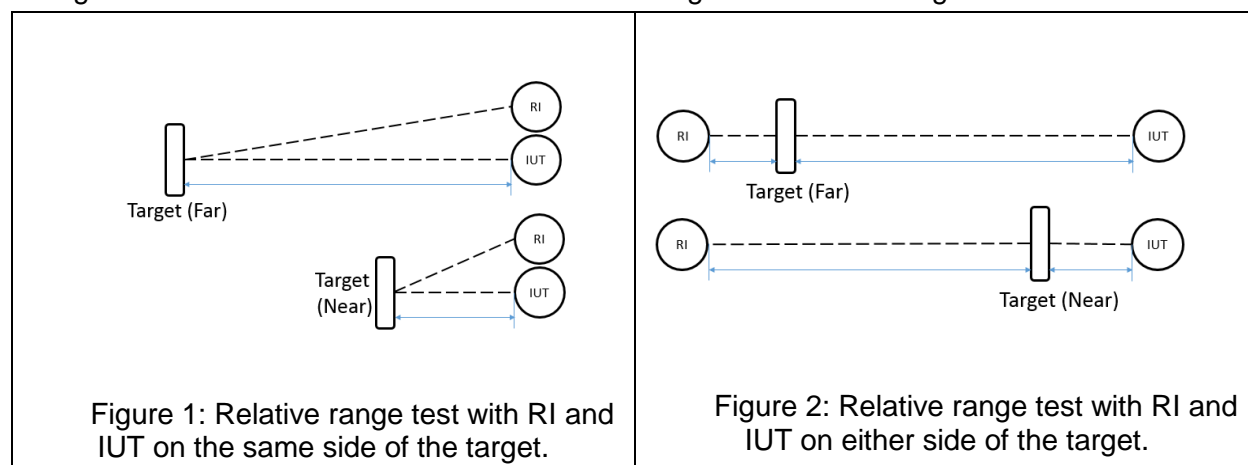 RI
IUT
Target (Far)
RI
Target
(Near)
IUT
Figure 1: Relative range test with RI and
IUT on the same side of the target.
RI
IUT
Target (Far)
RI
IUT
Target (Near)
Figure 2: Relative range test with RI and
IUT on either side of the target.